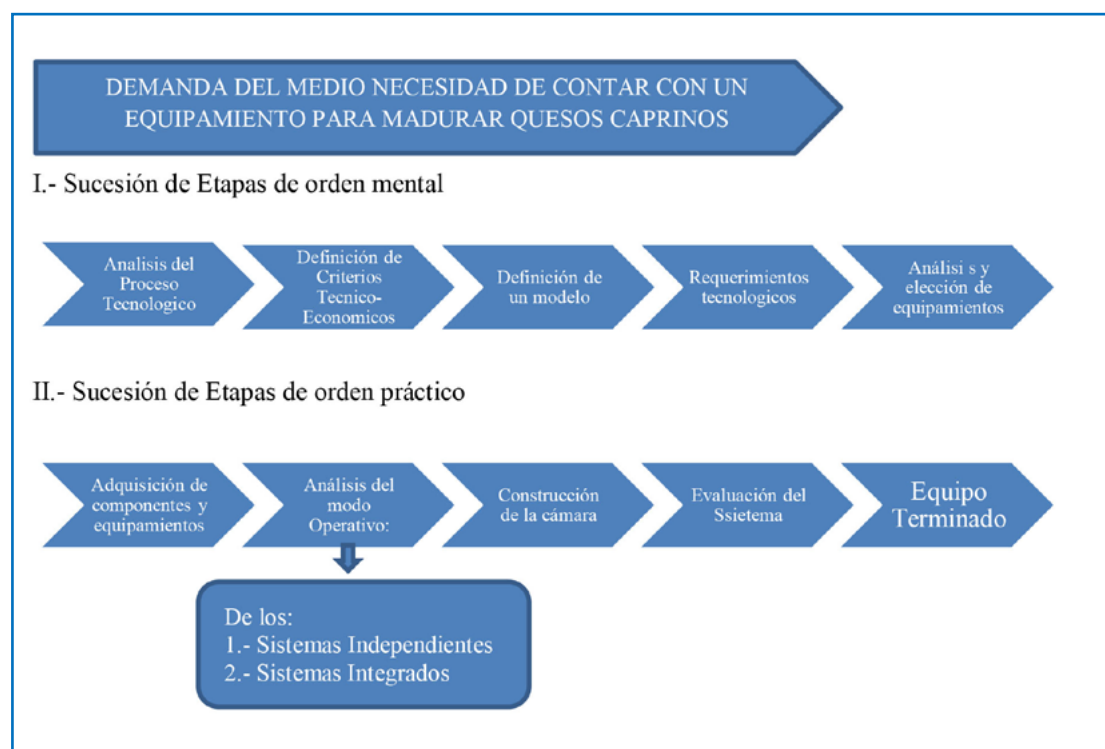 DEMANDA DEL MEDIO NECESIDAD DE CONTAR CON UN
EQUIPAMIENTO PARA MADURAR QUESOS CAPRINOS
I.- Sucesión de Etapas de orden mental
Analisis del
Proceso
Tecnologico
Definición de
Criterios
Tecnico-
Economicos
Definición de
un modelo
Requerimientos
tecnologicos
Análisi s y
elección de
equipamientos
II.- Sucesión de Etapas de orden práctico
Adquisición de
componentes y
equipamientos
Análisis del
modo
Operativo:
Construcción
de la cámara
Evaluación del
Ssietema
Equipo
Terminado
De los:
1.- Sistemas Independientes
2.- Sistemas Integrados